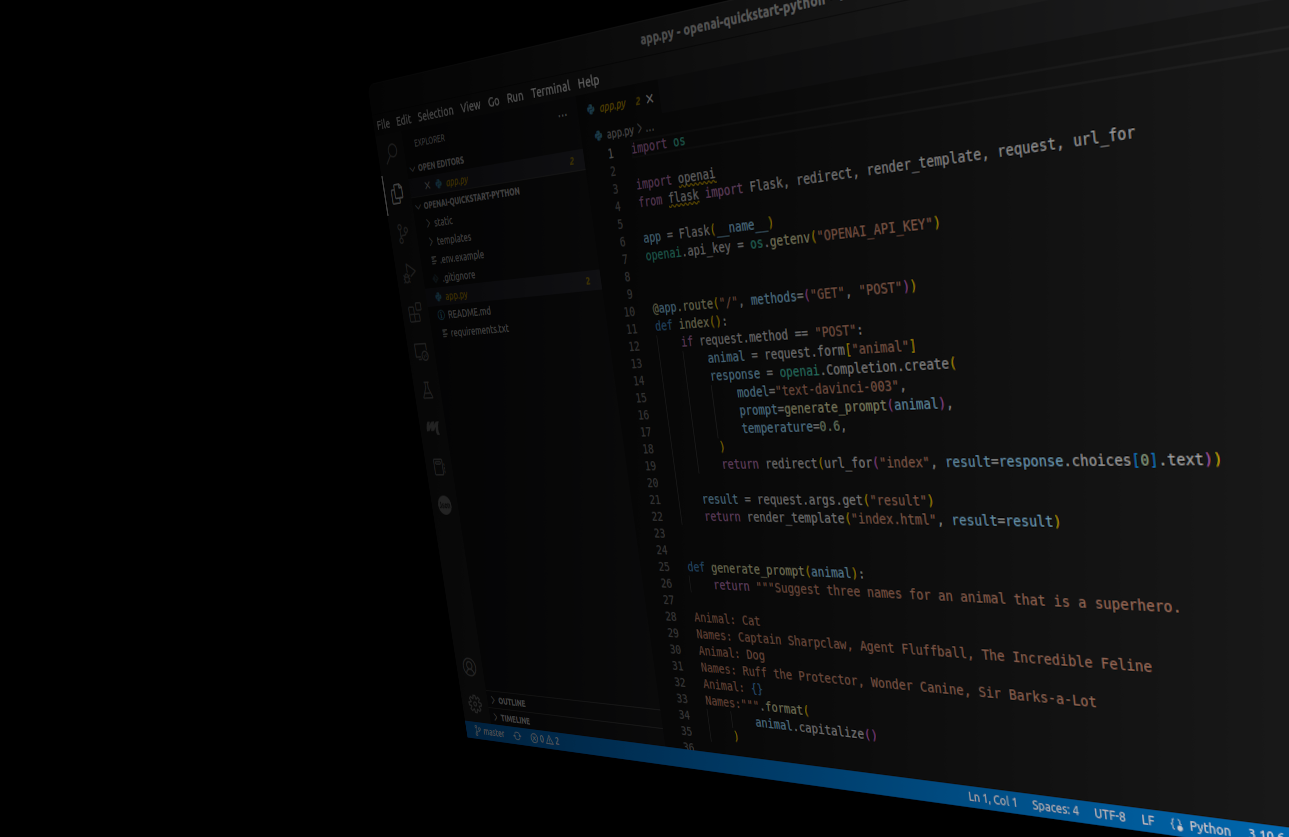 app.py - openai-quickstart-python -
File Edit Selection View Go Run Terminal Help
EXPLORER ...
OPEN EDITORS
app.py 2
OPENAI-QUICKSTART-PYTHON
static
templates
.env.example
.gitignore
app.py 2
README.md
requirements.txt
OUTLINE
TIMELINE
app.py 2
app.py > ...
1 import os
2
3 import openai
4 from flask import Flask, redirect, render_template, request, url_for
5
6 app = Flask(__name__)
7 openai.api_key = os.getenv("OPENAI_API_KEY")
8
9
10 @app.route("/", methods=("GET", "POST"))
11 def index():
12 if request.method == "POST":
13 animal = request.form["animal"]
14 response = openai.Completion.create(
15 model="text-davinci-003",
16 prompt=generate_prompt(animal),
17 temperature=0.6,
18 )
19 return redirect(url_for("index", result=response.choices[0].text))
20
21 result = request.args.get("result")
22 return render_template("index.html", result=result)
23
24
25 def generate_prompt(animal):
26 return """Suggest three names for an animal that is a superhero.
27
28 Animal: Cat
29 Names: Captain Sharpclaw, Agent Fluffball, The Incredible Feline
30 Animal: Dog
31 Names: Ruff the Protector, Wonder Canine, Sir Barks-a-Lot
32 Animal: {}
33 Names:""".format(
34 animal.capitalize()
35 )
36
master 0 2 Ln 1, Col 1 Spaces: 4 UTF-8 LF Python 3.10.6